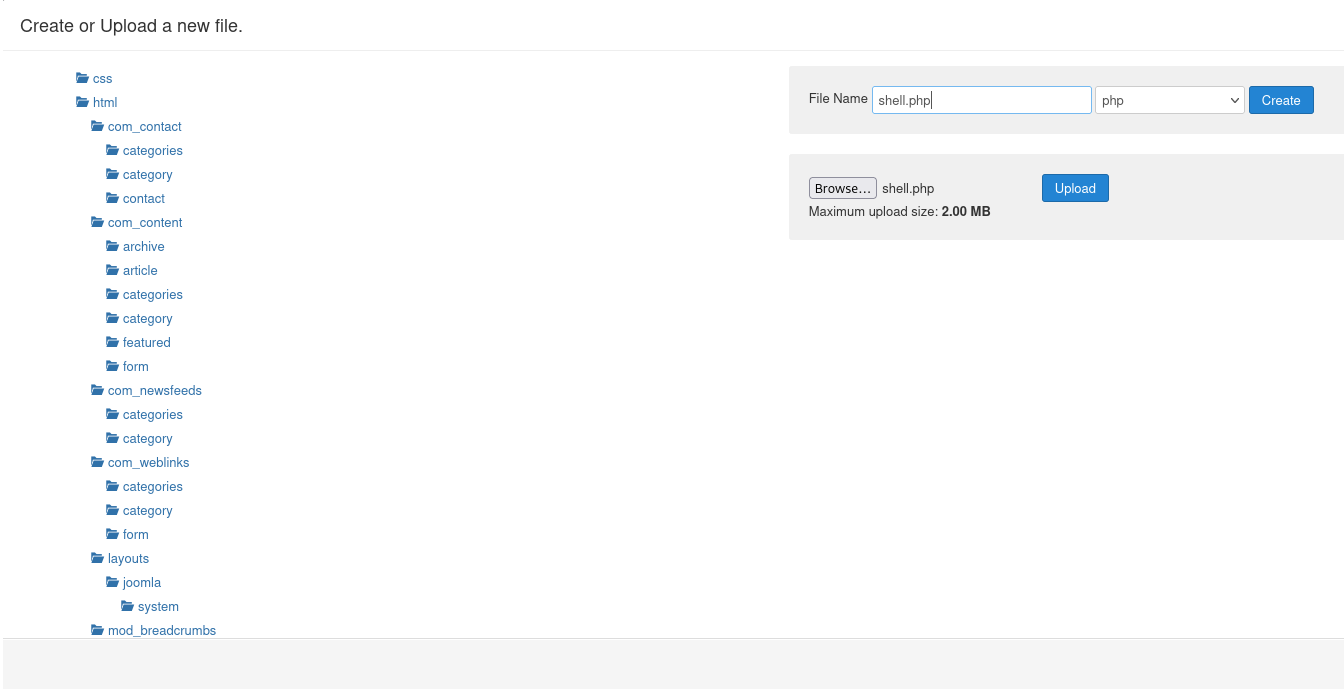 Create or Upload a new file.
css
html
com_contact
categories
category
contact
com_content
archive
article
categories
category
featured
form
com_newsfeeds
categories
category
com_weblinks
categories
category
form
layouts
joomla
system
mod_breadcrumbs
File Name shell.php php Create
Browse... shell.php Upload
Maximum upload size: 2.00 MB